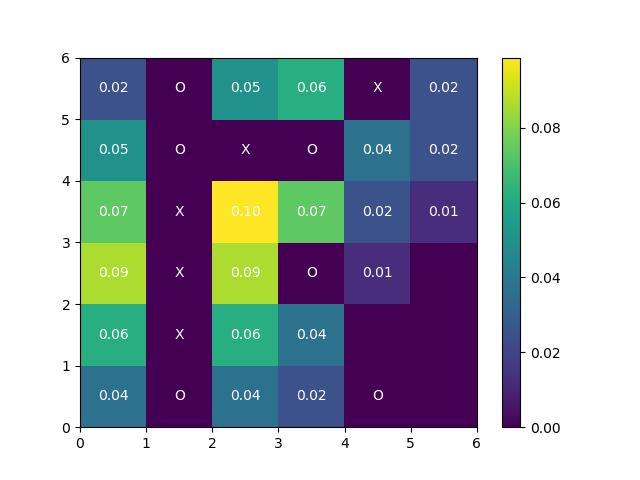 6
0.02 O 0.05 0.06 X 0.02
5
0.05 O X O 0.04 0.02
4
0.07 X 0.10 0.07 0.02 0.01
3
0.09 X 0.09 O 0.01
2
0.06 X 0.06 0.04
1
0.04 O 0.04 0.02 O
0
0 1 2 3 4 5 6
0.08
0.06
0.04
0.02
0.00